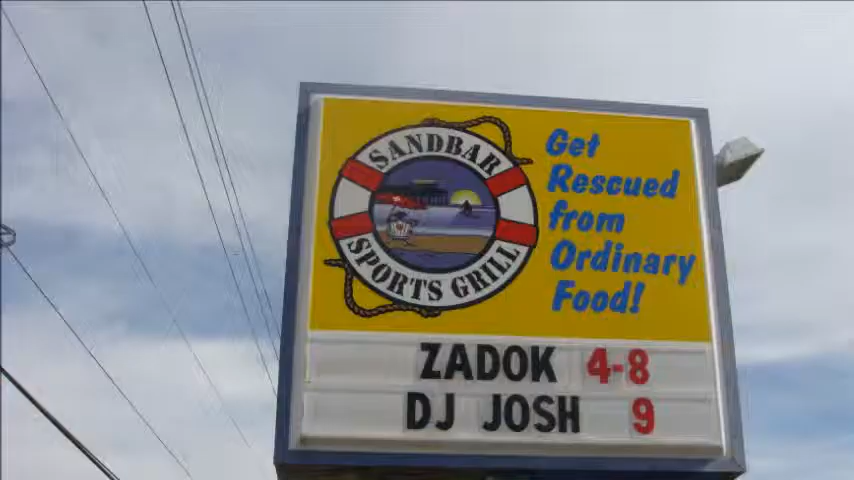 SANDBAR
SPORTS GRILL
Get
Rescued
from
Ordinary
Food!
ZADOK 4-8
DJ JOSH 9